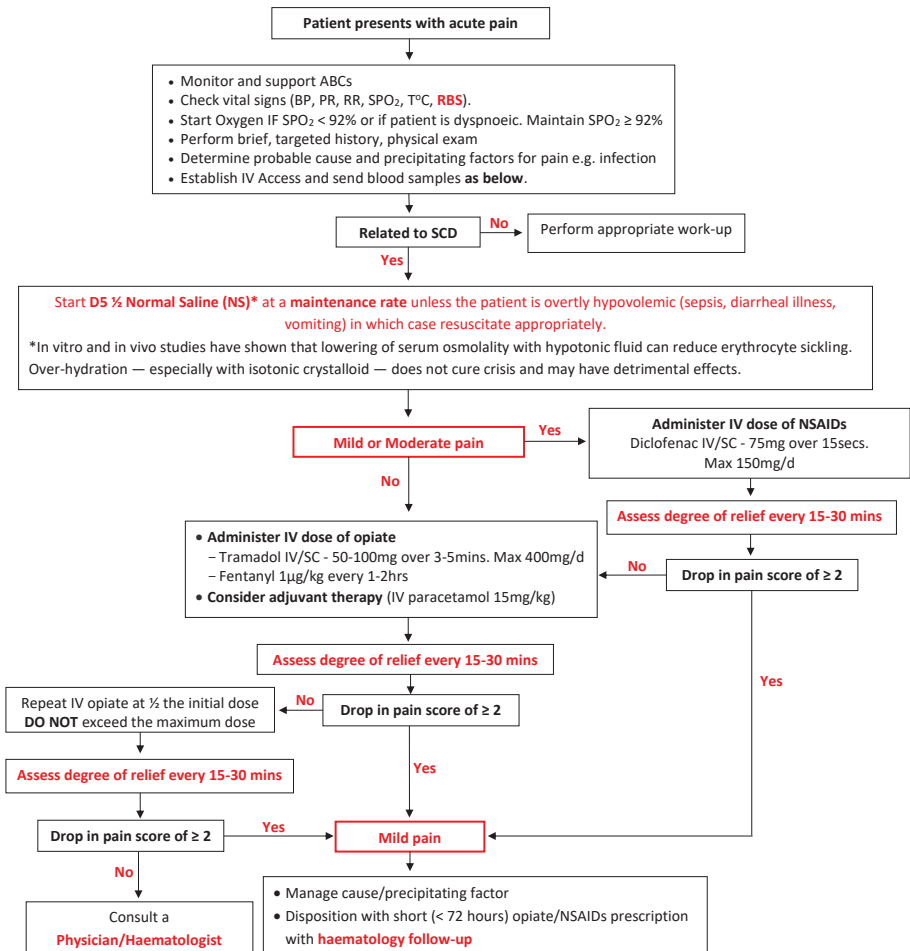 Patient presents with acute pain
• Monitor and support ABCs
• Check vital signs (BP, PR, RR, SPO₂, TºC, RBS).
• Start Oxygen IF SPO₂ < 92% or if patient is dyspnoeic. Maintain SPO₂ ≥ 92%
• Perform brief, targeted history, physical exam
• Determine probable cause and precipitating factors for pain e.g. infection
• Establish IV Access and send blood samples as below.
Related to SCD
No
Perform appropriate work-up
Yes
Start D5 ½ Normal Saline (NS)* at a maintenance rate unless the patient is overtly hypovolemic (sepsis, diarrheal illness,
vomiting) in which case resuscitate appropriately.
*In vitro and in vivo studies have shown that lowering of serum osmolality with hypotonic fluid can reduce erythrocyte sickling.
Over-hydration — especially with isotonic crystalloid — does not cure crisis and may have detrimental effects.
Mild or Moderate pain
Yes
Administer IV dose of NSAIDs
Diclofenac IV/SC - 75mg over 15secs.
Max 150mg/d
No
Assess degree of relief every 15-30 mins
• Administer IV dose of opiate
– Tramadol IV/SC - 50-100mg over 3-5mins. Max 400mg/d
– Fentanyl 1µg/kg every 1-2hrs
• Consider adjuvant therapy (IV paracetamol 15mg/kg)
No
Drop in pain score of ≥ 2
Assess degree of relief every 15-30 mins
Yes
Repeat IV opiate at ½ the initial dose
DO NOT exceed the maximum dose
No
Drop in pain score of ≥ 2
Assess degree of relief every 15-30 mins
Yes
Drop in pain score of ≥ 2
Yes
Mild pain
No
Consult a
Physician/Haematologist
• Manage cause/precipitating factor
• Disposition with short (< 72 hours) opiate/NSAIDs prescription
with haematology follow-up